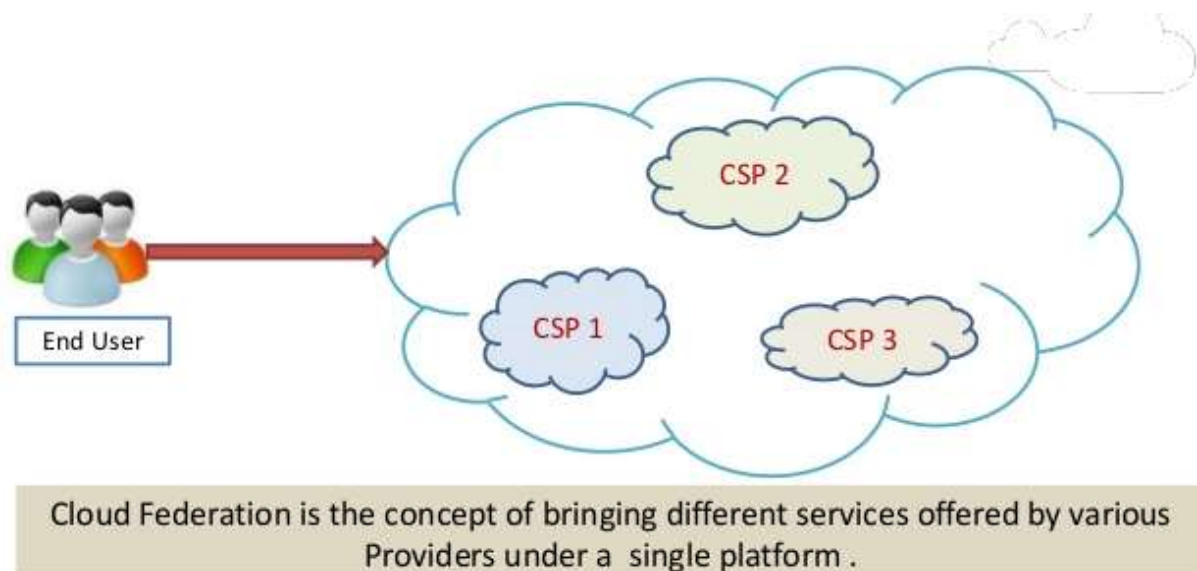 CSP 2
CSP 1
CSP 3
End User
Cloud Federation is the concept of bringing different services offered by various
Providers under a single platform .